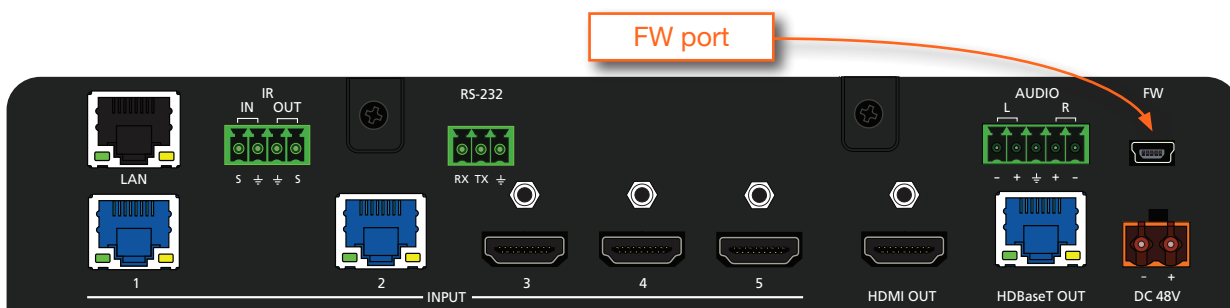 FW port
IR
IN OUT
RS-232
AUDIO
L R
FW
LAN
S ⏚ ⏚ S
RX TX ⏚
- + ⏚ + -
1
2
3
4
5
INPUT
HDMI OUT
HDBaseT OUT
- +
DC 48V